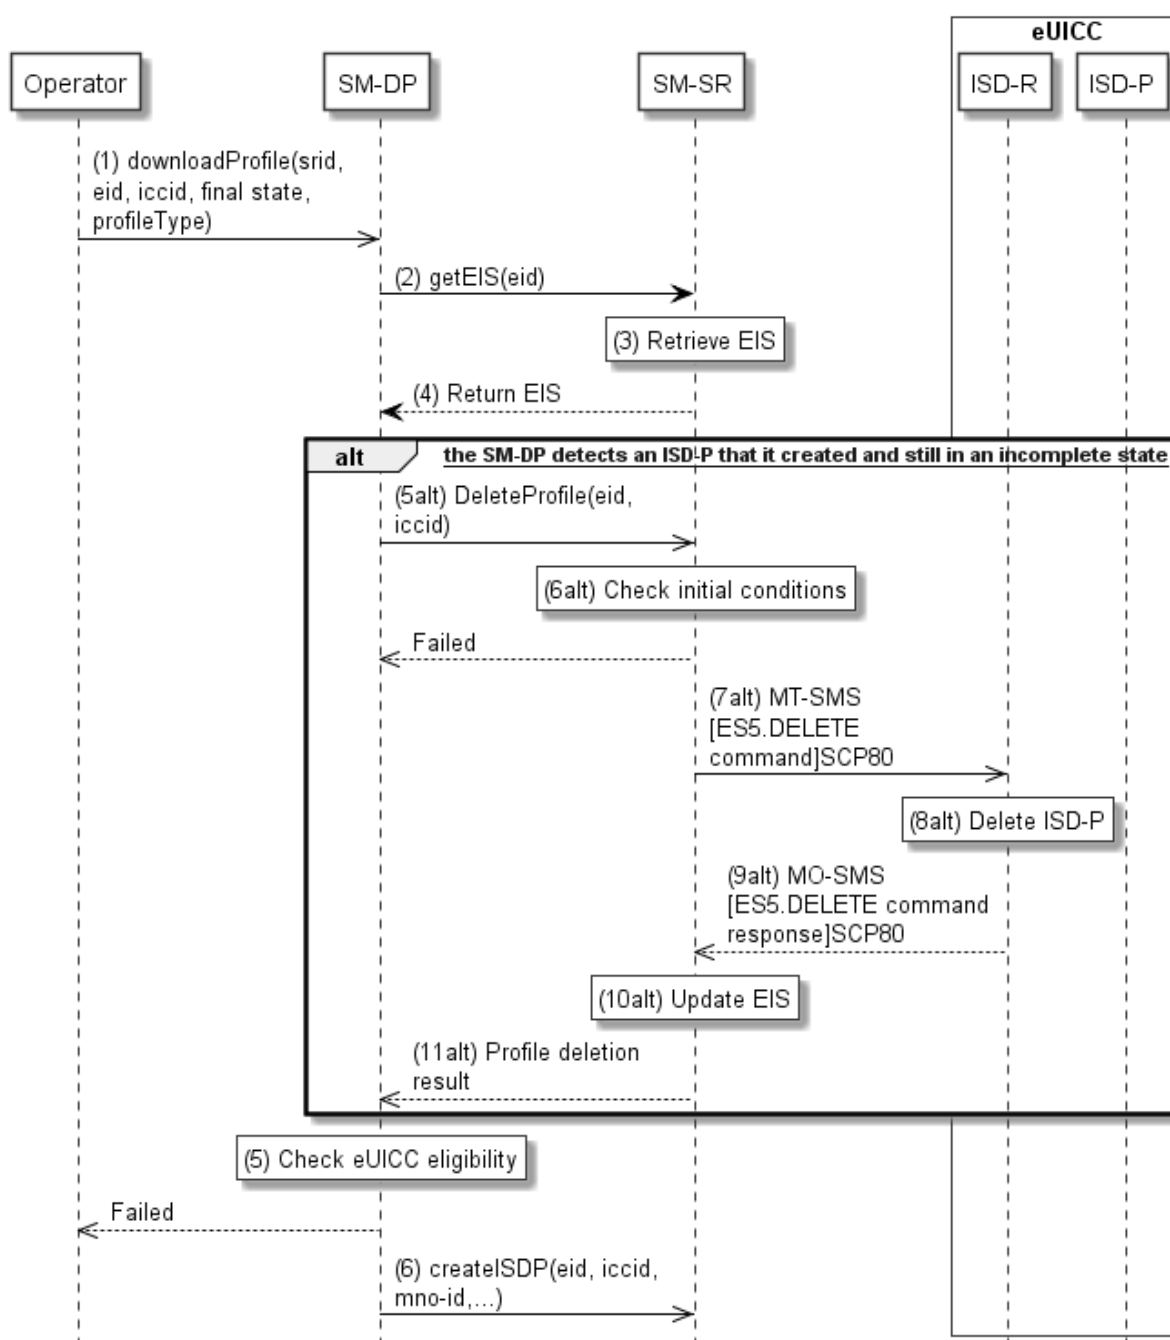 eUICC
Operator
SM-DP
SM-SR
ISD-R
ISD-P
(1) downloadProfile(srid,
eid, iccid, final state,
profileType)
(2) getEIS(eid)
(3) Retrieve EIS
(4) Return EIS
alt
the SM-DP detects an ISD-P that it created and still in an incomplete state
(5alt) DeleteProfile(eid,
iccid)
(6alt) Check initial conditions
Failed
(7alt) MT-SMS
[ES5.DELETE
command]SCP80
(8alt) Delete ISD-P
(9alt) MO-SMS
[ES5.DELETE command
response]SCP80
(10alt) Update EIS
(11alt) Profile deletion
result
(5) Check eUICC eligibility
Failed
(6) createISDP(eid, iccid,
mno-id,...)